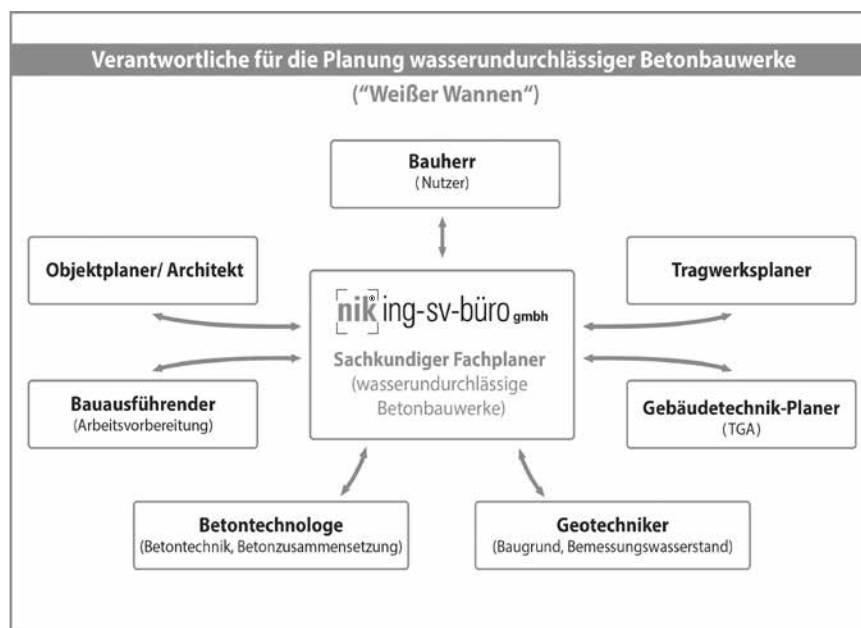 Verantwortliche für die Planung wasserundurchlässiger Betonbauwerke
(“Weißer Wannen“)
Bauherr
(Nutzer)
Objektplaner/ Architekt
Tragwerksplaner
nik® ing-sv-büro gmbh
Sachkundiger Fachplaner
(wasserundurchlässige
Betonbauwerke)
Bauausführender
(Arbeitsvorbereitung)
Gebäudetechnik-Planer
(TGA)
Betontechnologe
(Betontechnik, Betonzusammensetzung)
Geotechniker
(Baugrund, Bemessungswasserstand)